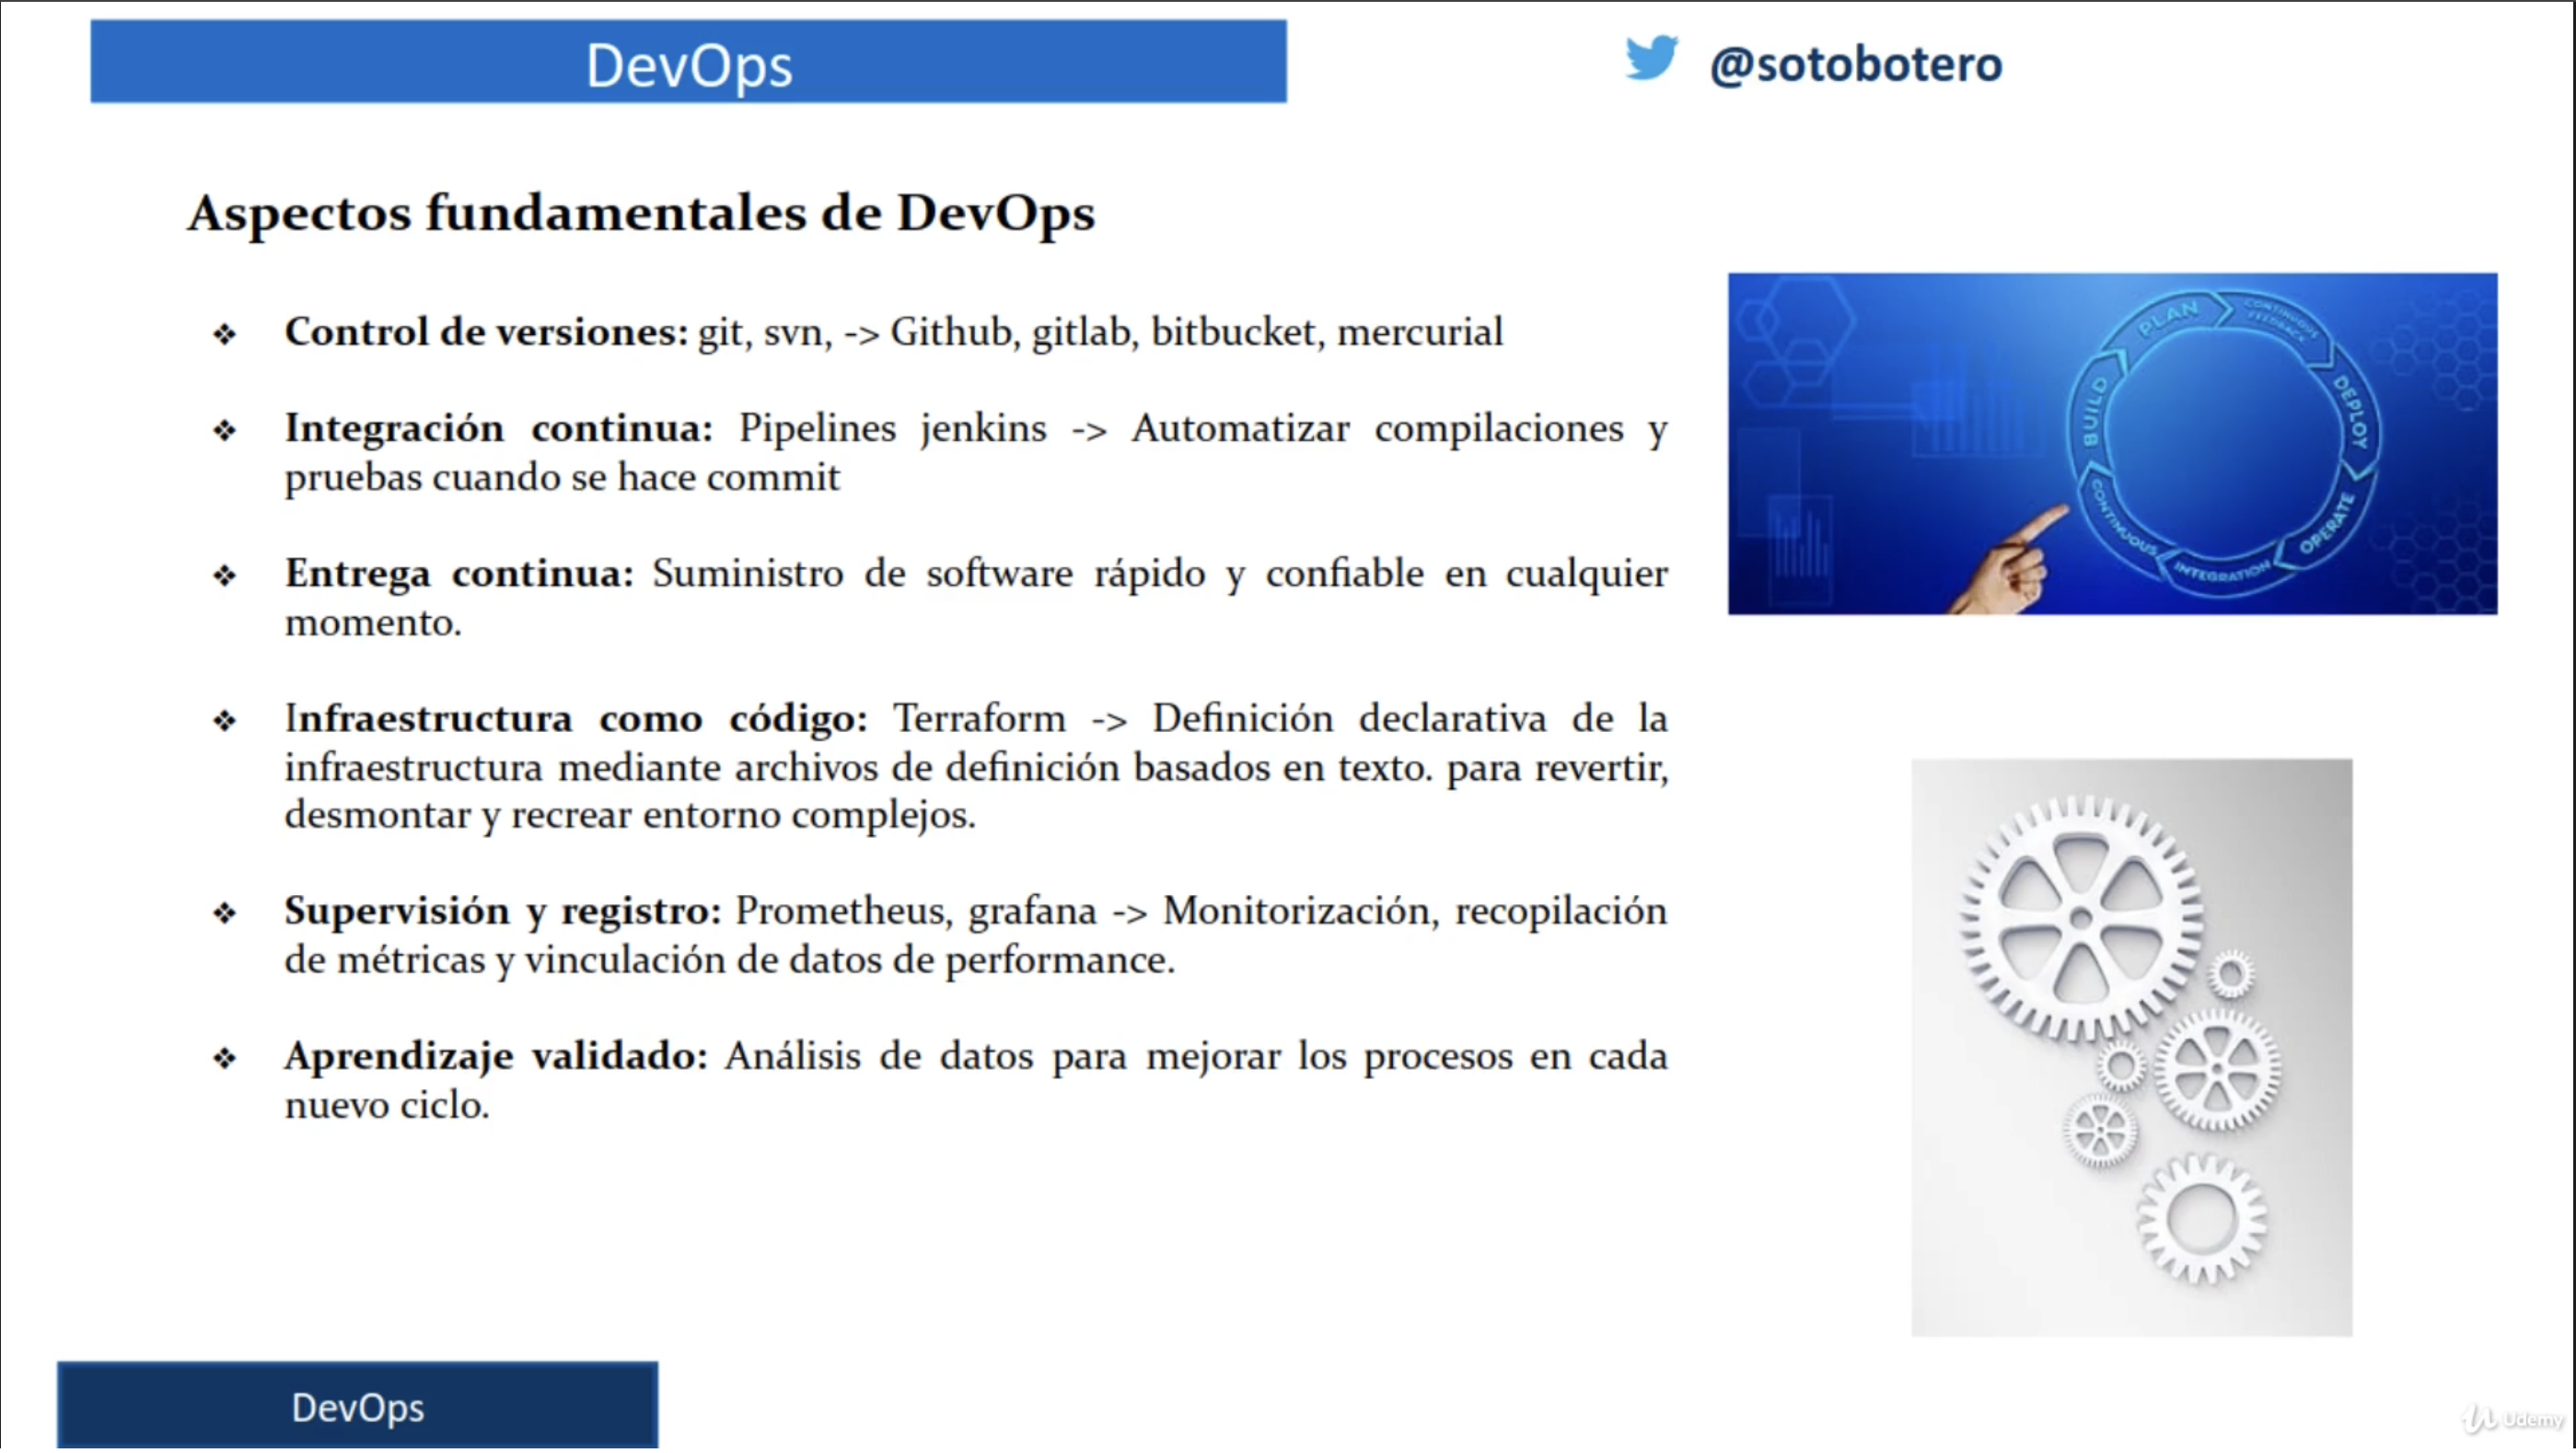 DevOps
@sotobotero
Aspectos fundamentales de DevOps
❖ Control de versiones: git, svn, -> Github, gitlab, bitbucket, mercurial
❖ Integración continua: Pipelines jenkins -> Automatizar compilaciones y
pruebas cuando se hace commit
❖ Entrega continua: Suministro de software rápido y confiable en cualquier
momento.
❖ Infraestructura como código: Terraform -> Definición declarativa de la
infraestructura mediante archivos de definición basados en texto. para revertir,
desmontar y recrear entorno complejos.
❖ Supervisión y registro: Prometheus, grafana -> Monitorización, recopilación
de métricas y vinculación de datos de performance.
❖ Aprendizaje validado: Análisis de datos para mejorar los procesos en cada
nuevo ciclo.
PLAN
CONTINUOUS
FEEDBACK
DEPLOY
OPERATE
INTEGRATION
CONTINUOUS
BUILD
DevOps
Udemy